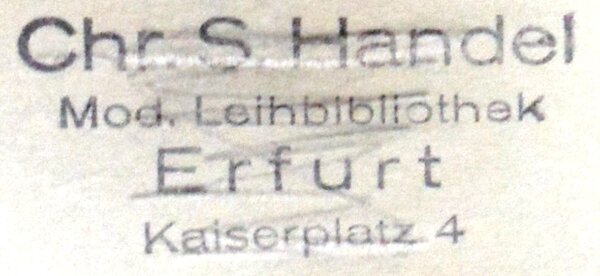 Chr S Handel
Mod. Leihbibliothek
Erfurt
Kaiserplatz 4